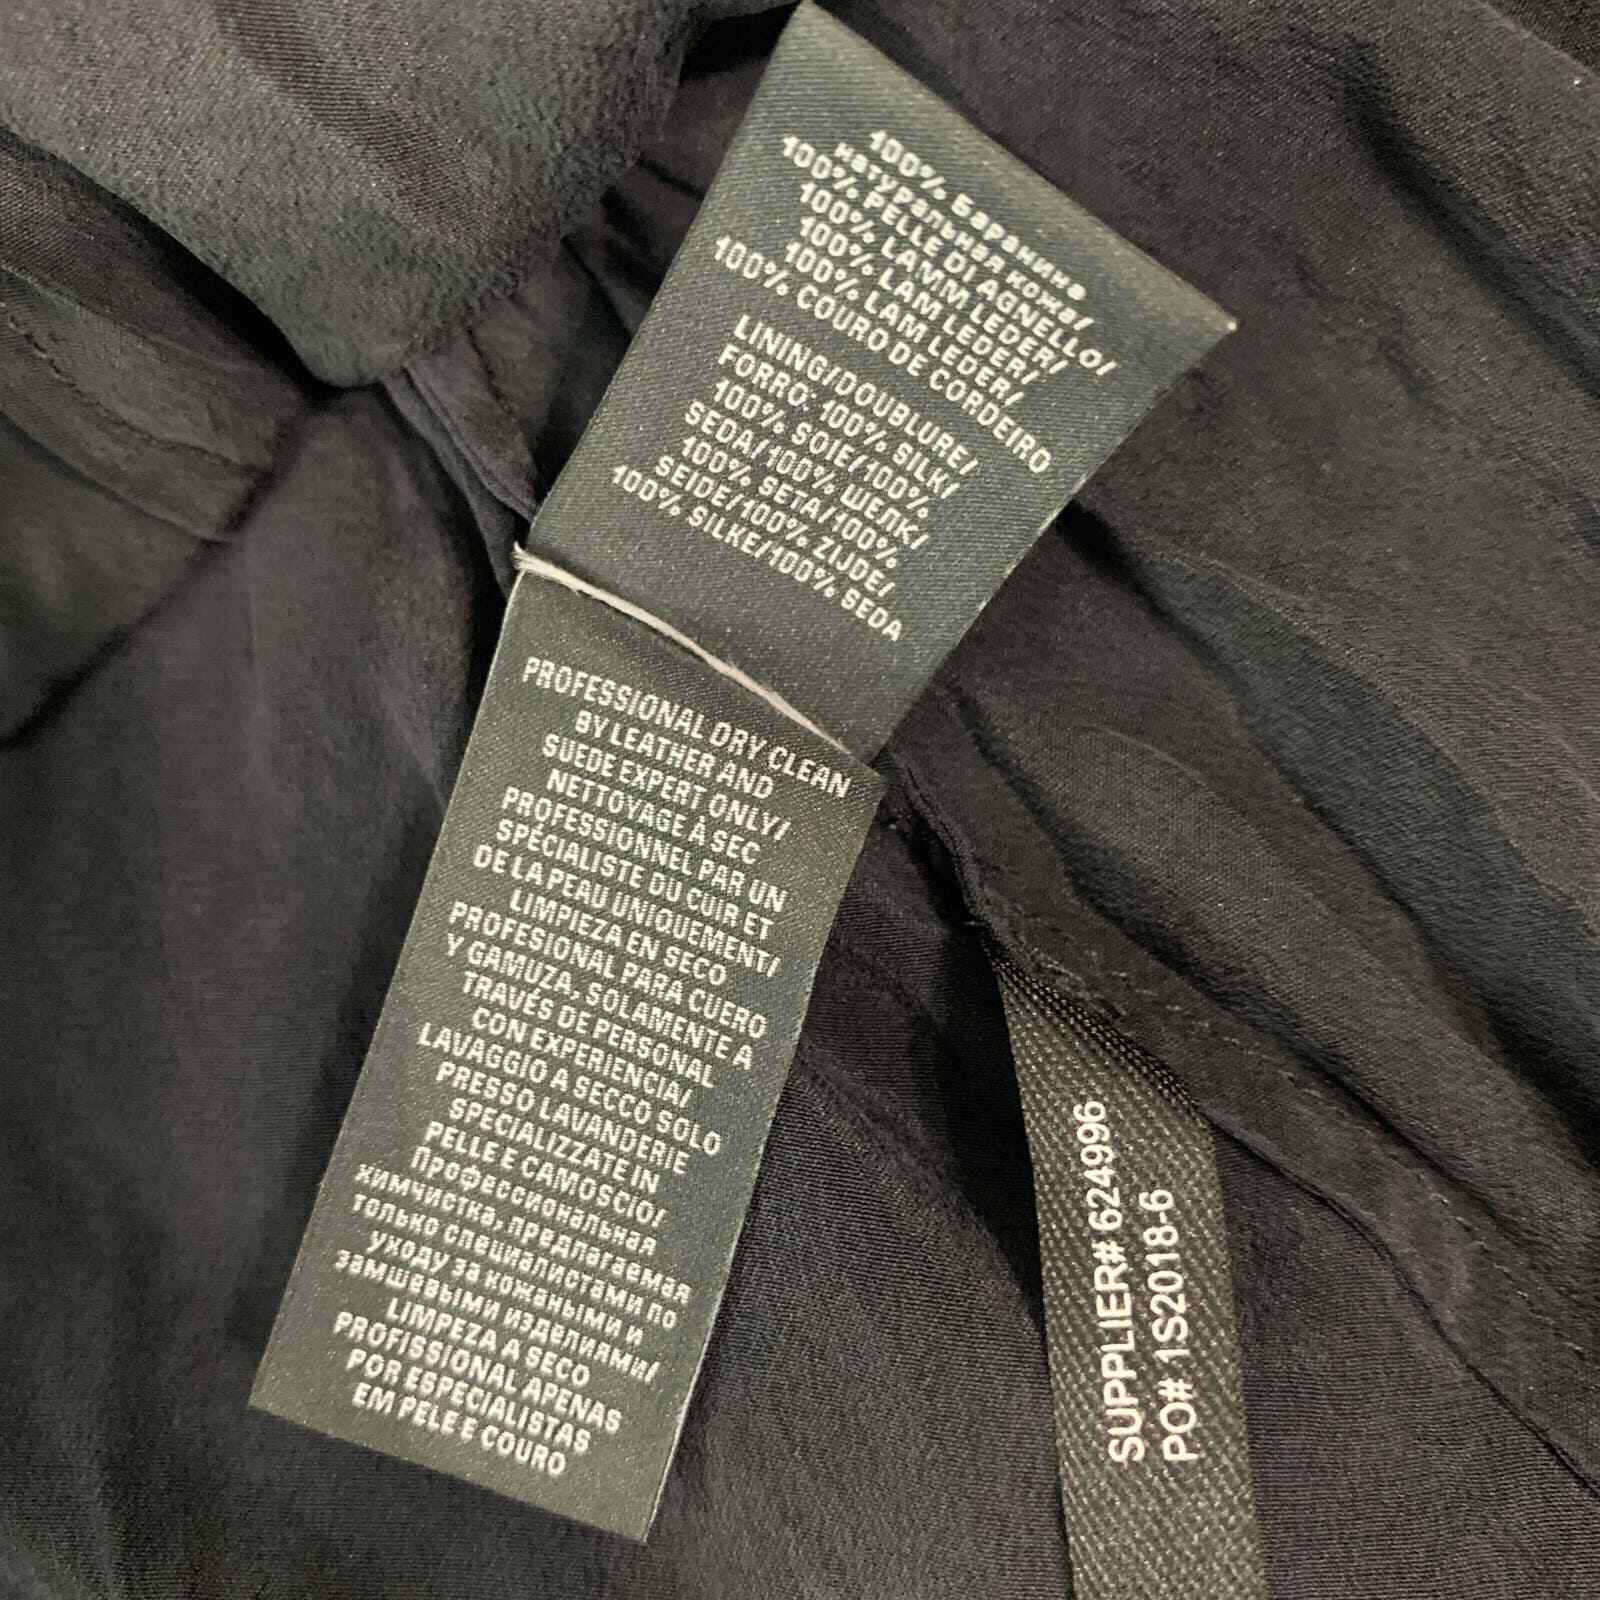 100% Баранина
натуральная кожа/
100% PELLE DI AGNELLO/
100% LAMM LEDER/
100% LAM LEDER/
100% COURO DE CORDEIRO
LINING/DOUBLURE/
FORRO: 100% SILK/
100% SOIE/100%
SEDA/100% ШЕЛК/
100% SETA/100%
SEIDE/100% ZIJDE/
100% SILKE/100% SEDA
PROFESSIONAL DRY CLEAN
BY LEATHER AND
SUEDE EXPERT ONLY/
NETTOYAGE À SEC
PROFESSIONNEL PAR UN
SPÉCIALISTE DU CUIR ET
DE LA PEAU UNIQUEMENT/
LIMPIEZA EN SECO
PROFESIONAL PARA CUERO
Y GAMUZA, SOLAMENTE A
TRAVÉS DE PERSONAL
CON EXPERIENCIA/
LAVAGGIO A SECCO SOLO
PRESSO LAVANDERIE
SPECIALIZZATE IN
PELLE E CAMOSCIO/
Профессиональная
химчистка, предлагаемая
только специалистами по
уходу за кожаными и
замшевыми изделиями/
LIMPEZA A SECO
PROFISSIONAL APENAS
POR ESPECIALISTAS
EM PELE E COURO
SUPPLIER# 624996
PO# 1S2018-6